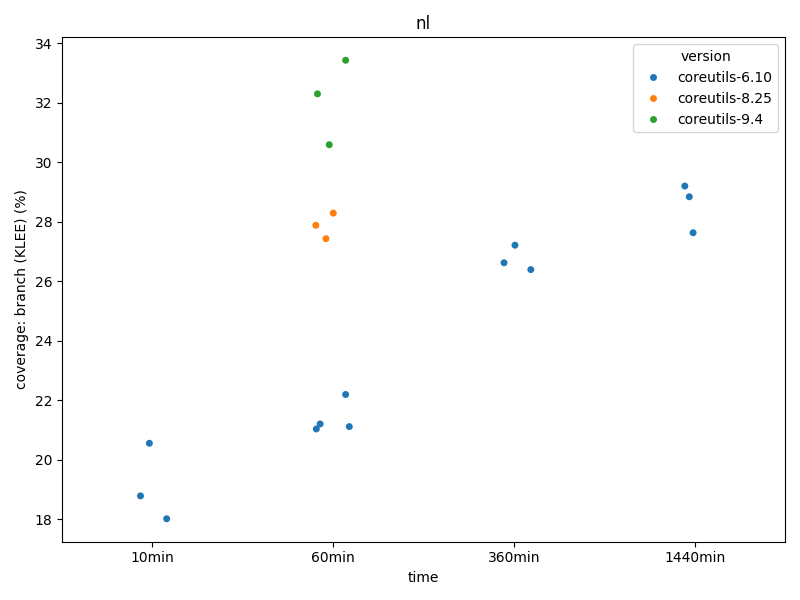 nl
version
coreutils-6.10
coreutils-8.25
coreutils-9.4
coverage: branch (KLEE) (%)
34
32
30
28
26
24
22
20
18
10min
60min
360min
1440min
time